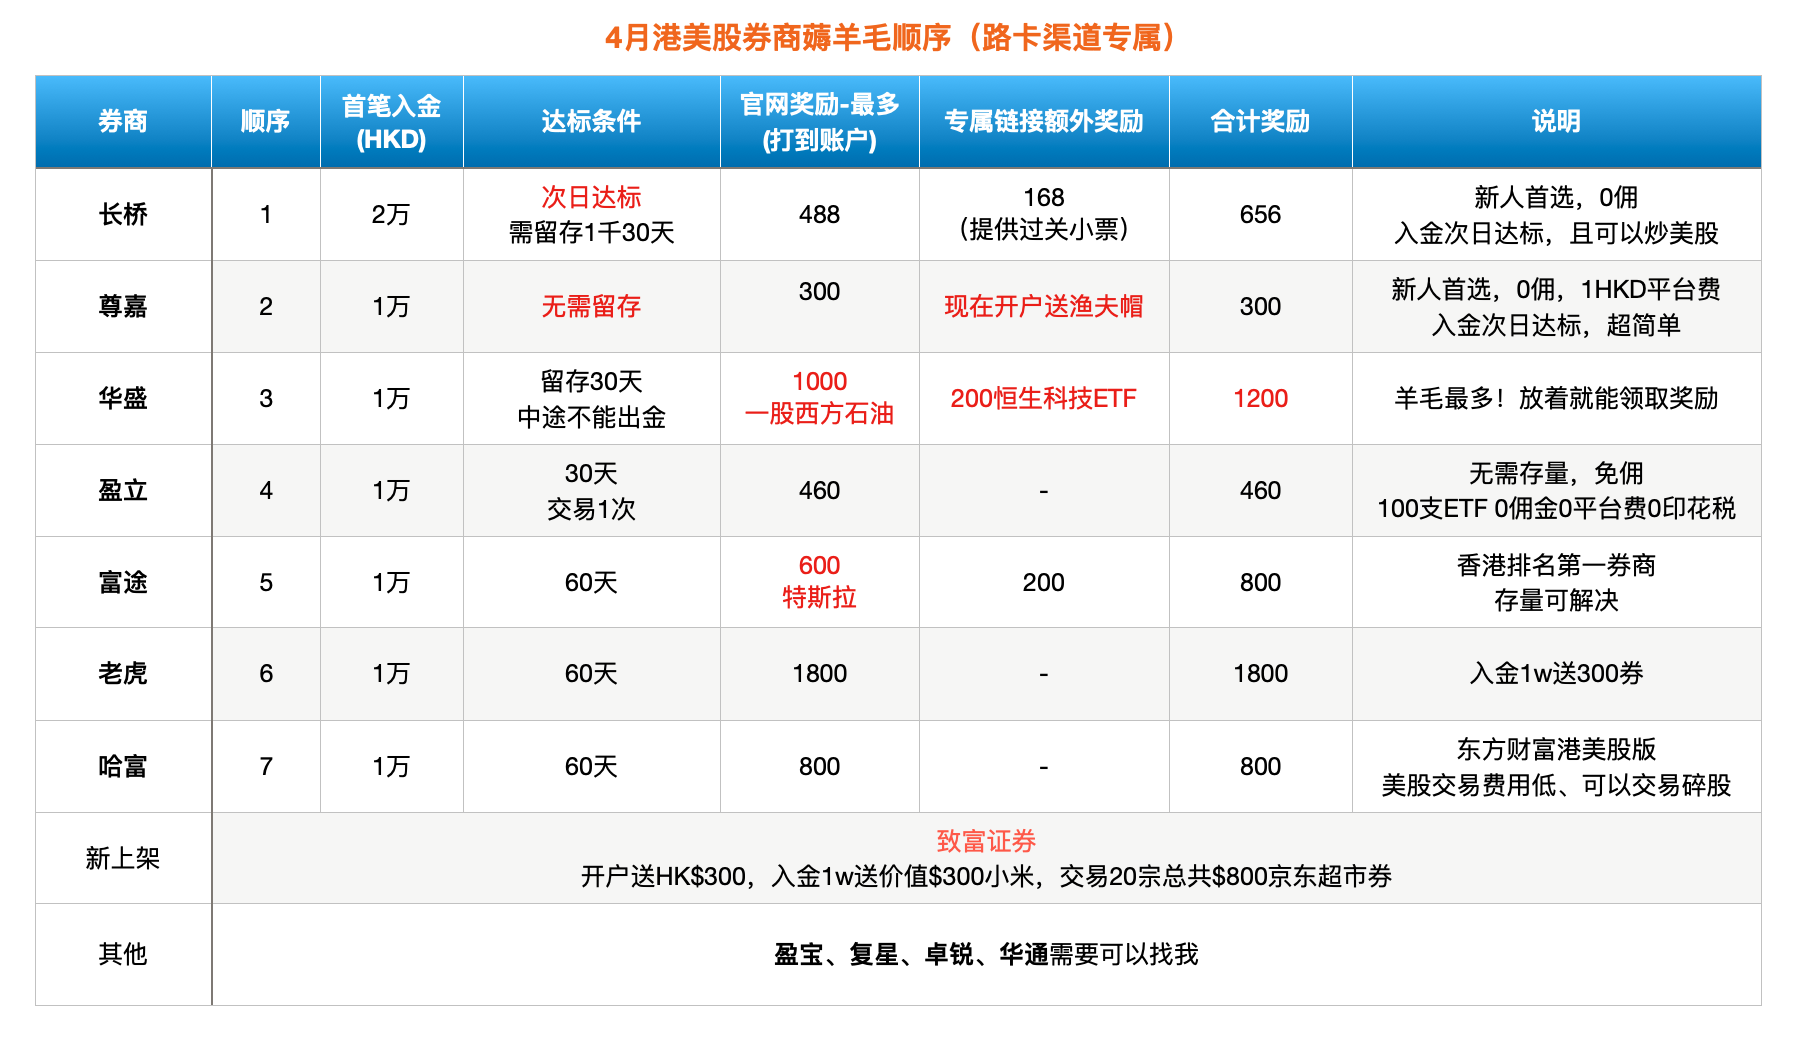 4月港美股券商薅羊毛顺序（路卡渠道专属）
券商 顺序 首笔入金 (HKD) 达标条件 官网奖励-最多 (打到账户) 专属链接额外奖励 合计奖励 说明
长桥 1 2万 次日达标 需留存1千30天 488 168 （提供过关小票） 656 新人首选，0佣 入金次日达标，且可以炒美股
尊嘉 2 1万 无需留存 300 现在开户送渔夫帽 300 新人首选，0佣，1HKD平台费 入金次日达标，超简单
华盛 3 1万 留存30天 中途不能出金 1000 一股西方石油 200恒生科技ETF 1200 羊毛最多！放着就能领取奖励
盈立 4 1万 30天 交易1次 460 - 460 无需存量，免佣 100支ETF 0佣金0平台费0印花税
富途 5 1万 60天 600 特斯拉 200 800 香港排名第一券商 存量可解决
老虎 6 1万 60天 1800 - 1800 入金1w送300券
哈富 7 1万 60天 800 - 800 东方财富港美股版 美股交易费用低、可以交易碎股
新上架 致富证券 开户送HK$300，入金1w送价值$300小米，交易20宗总共$800京东超市券
其他 盈宝、复星、卓锐、华通需要可以找我